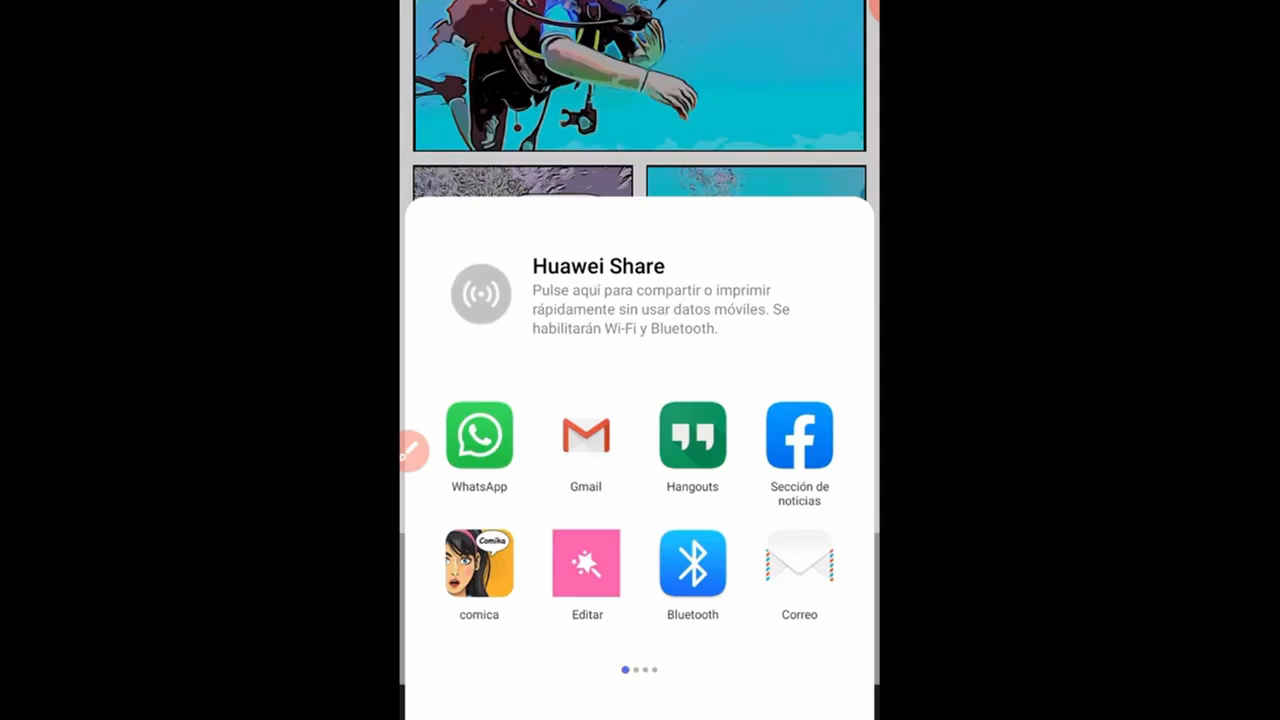 Huawei Share
Pulse aquí para compartir o imprimir
rápidamente sin usar datos móviles. Se
habilitarán Wi-Fi y Bluetooth.
WhatsApp
Gmail
Hangouts
Sección de
noticias
Comika
comica
Editar
Bluetooth
Correo